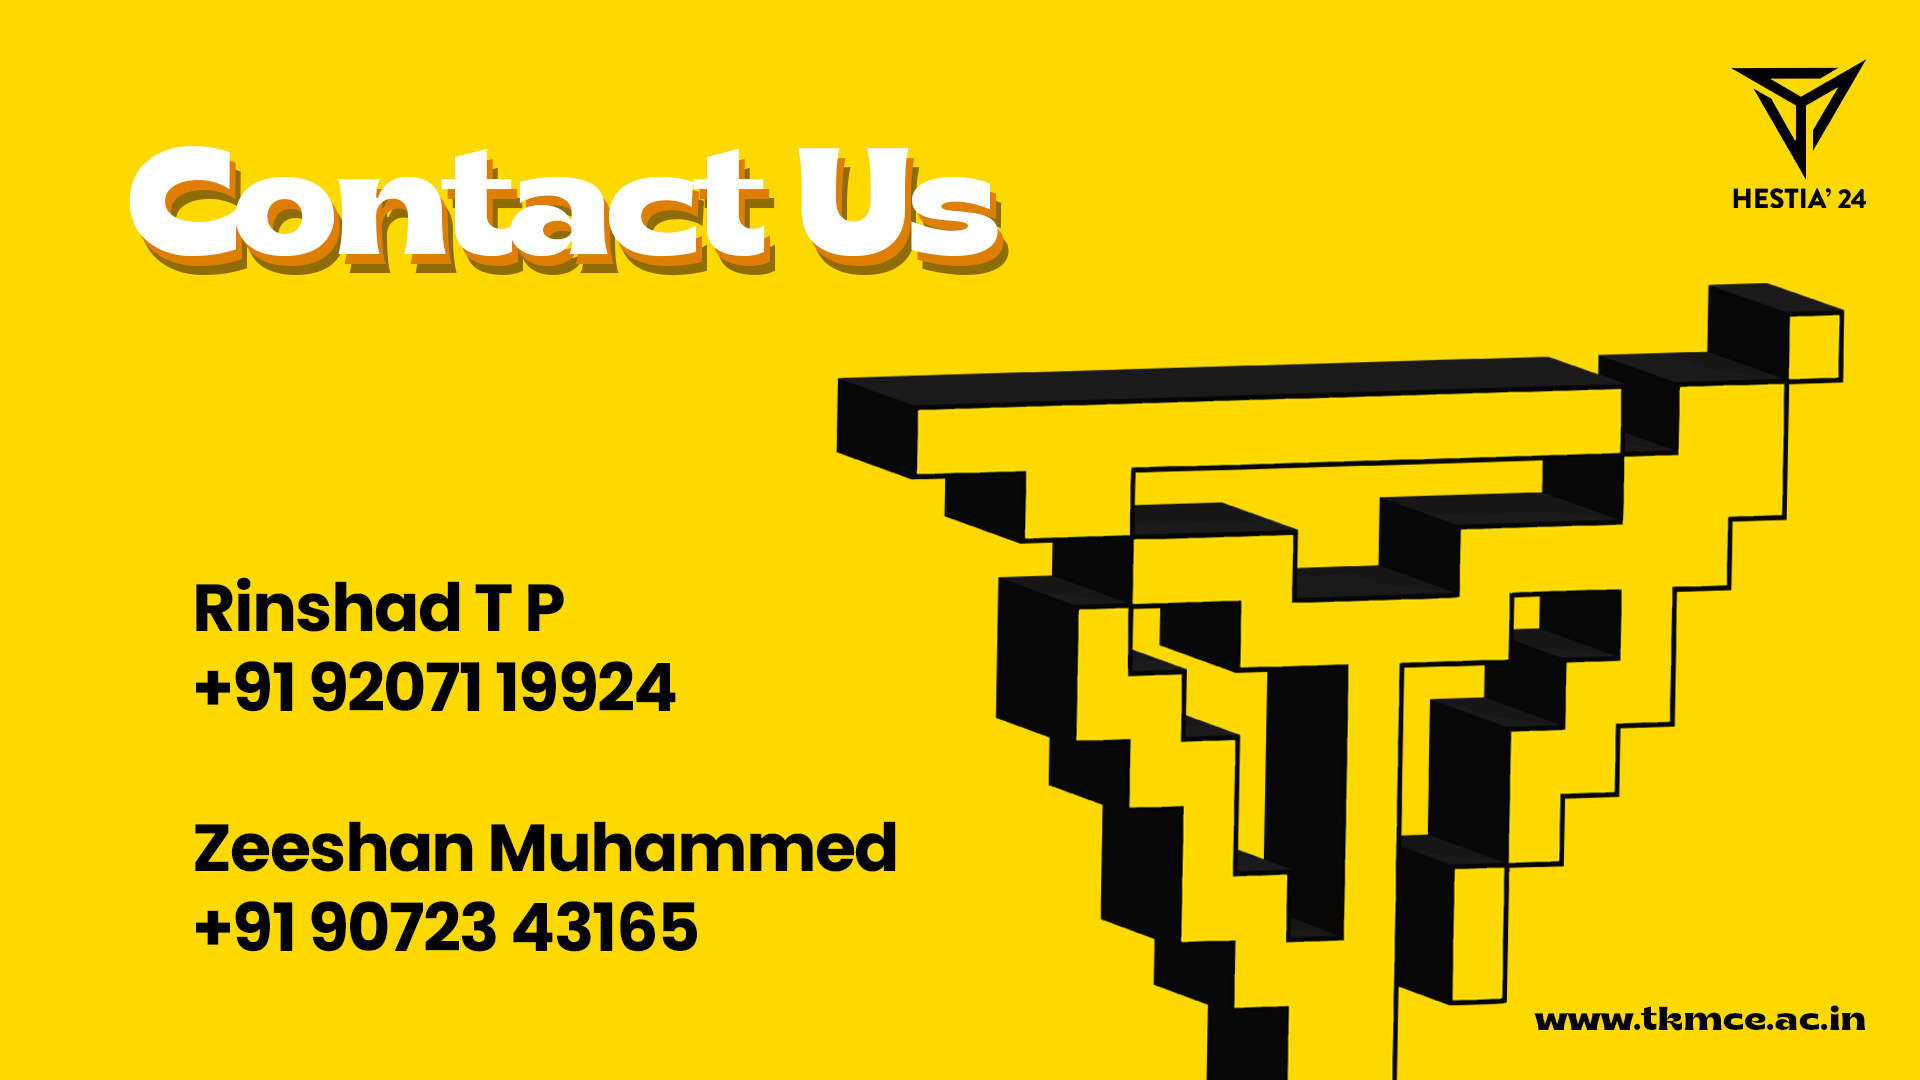 Contact Us
HESTIA' 24
Rinshad T P
+91 92071 19924
Zeeshan Muhammed
+91 90723 43165
www.tkmce.ac.in